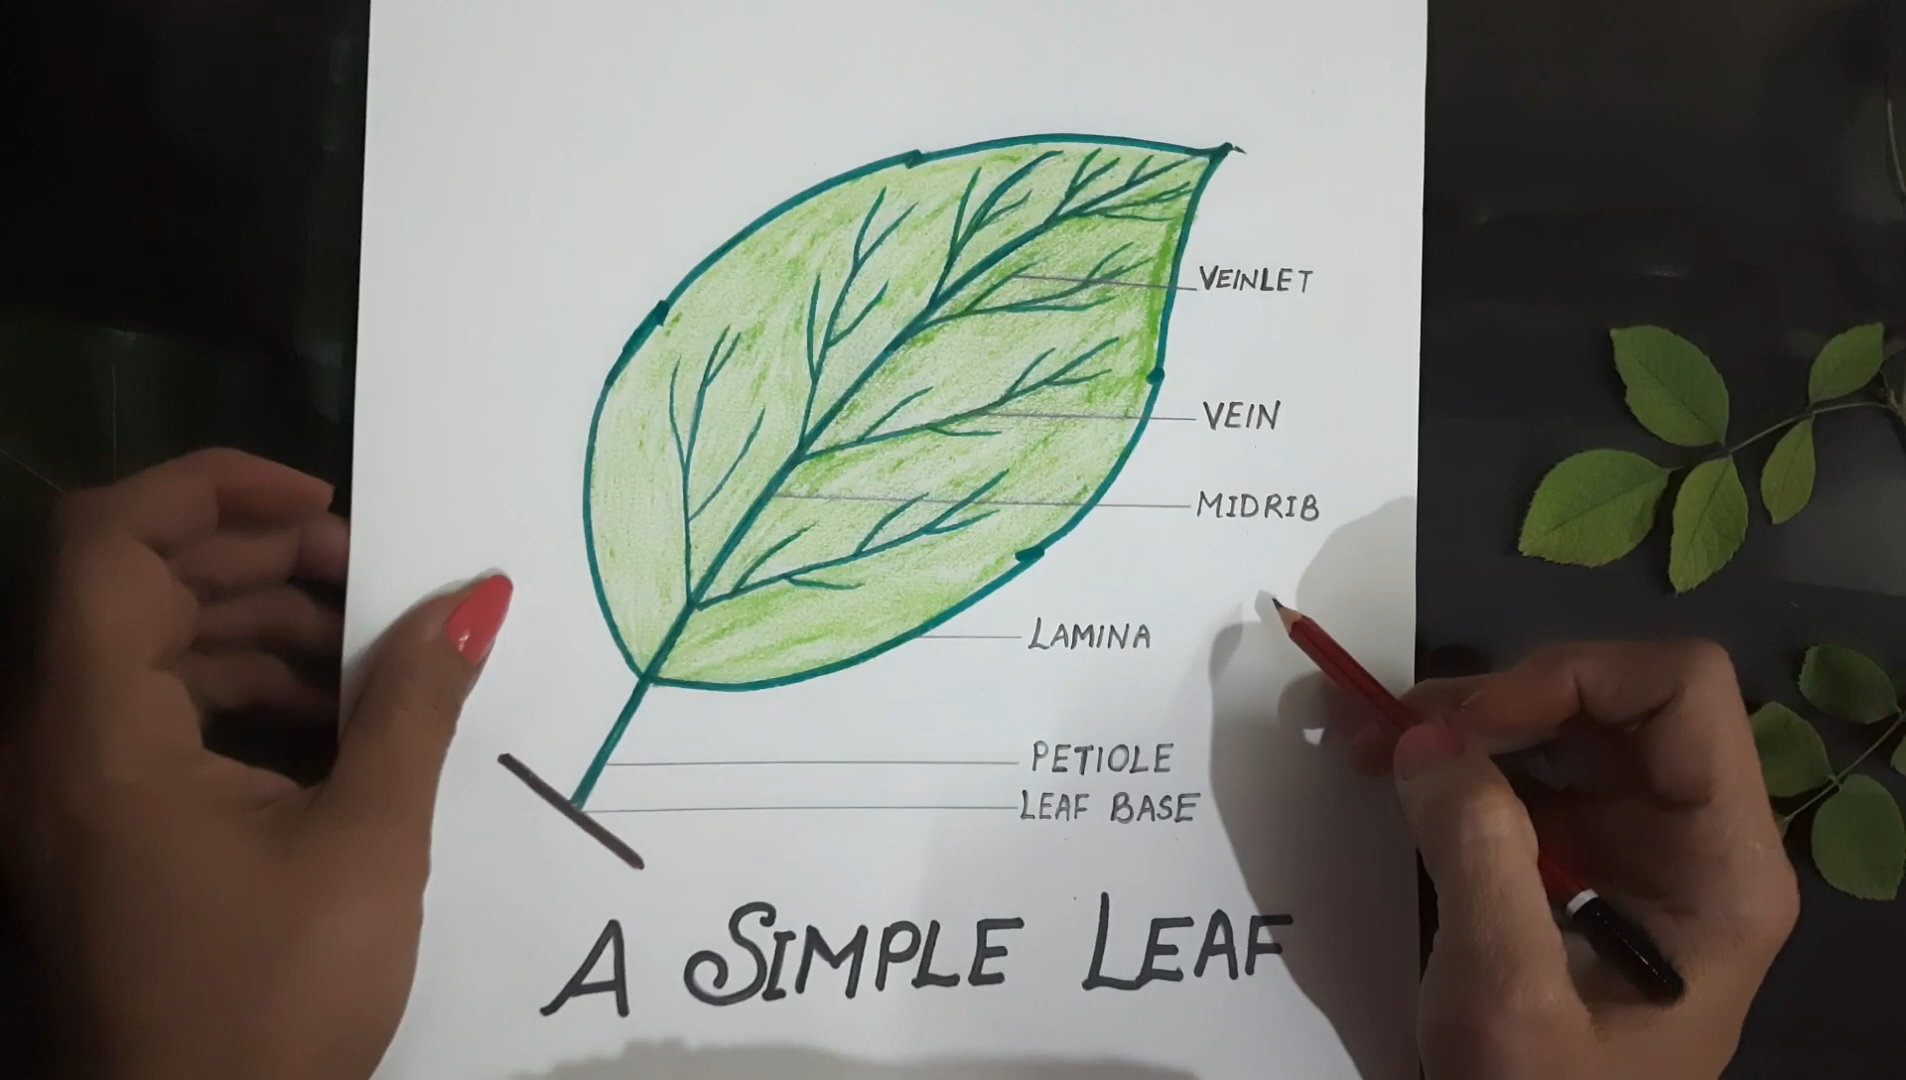 VEINLET
VEIN
MIDRIB
LAMINA
PETIOLE
LEAF BASE
A SIMPLE LEAF